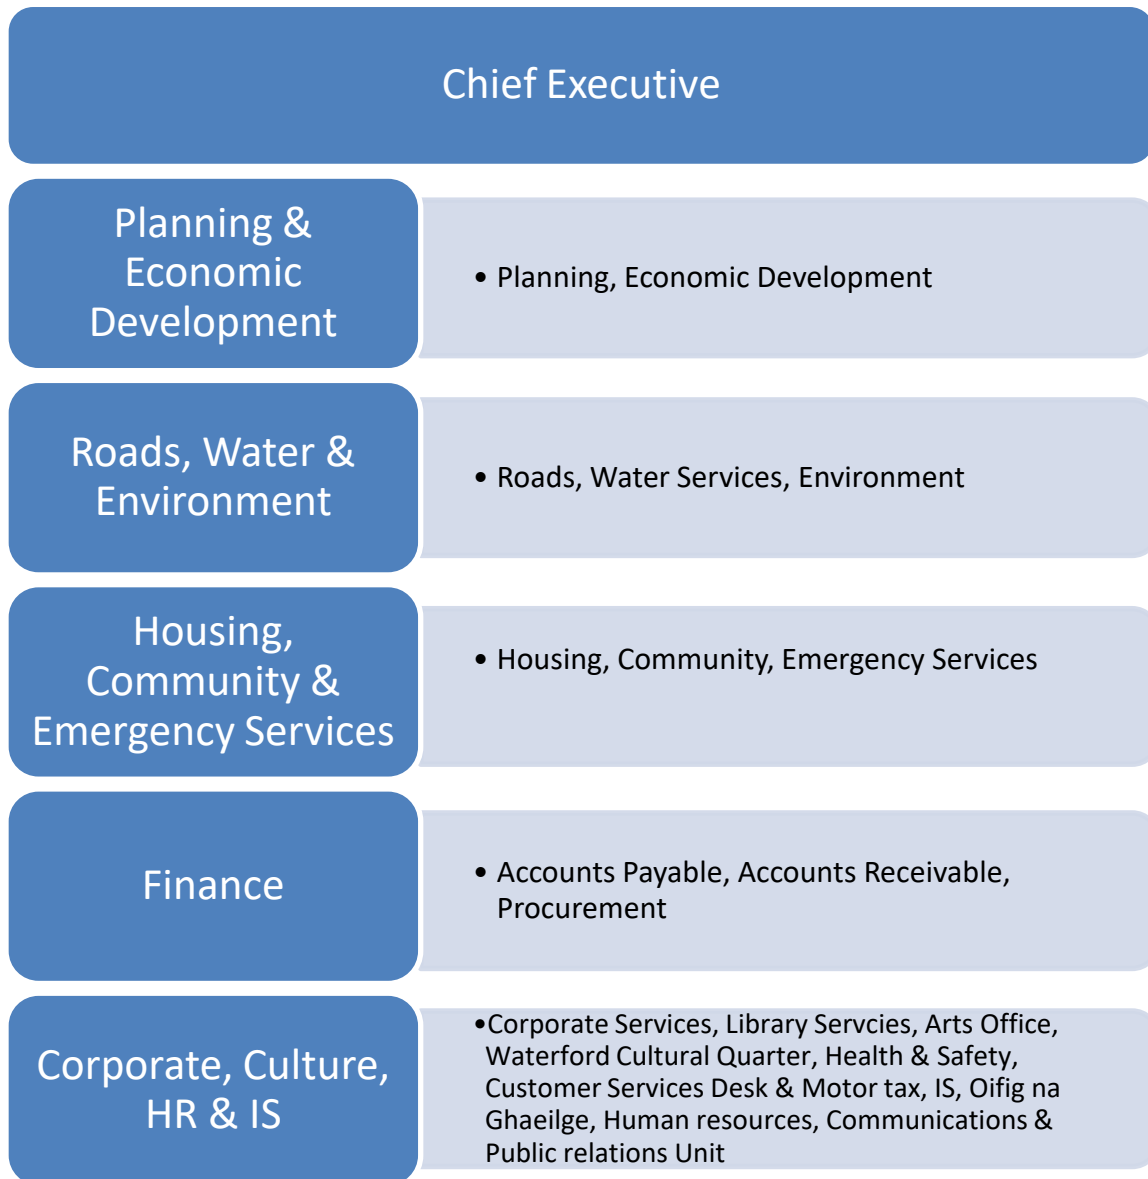 Chief Executive
Planning &
Economic
Development
• Planning, Economic Development
Roads, Water &
Environment
• Roads, Water Services, Environment
Housing,
Community &
Emergency Services
• Housing, Community, Emergency Services
Finance
• Accounts Payable, Accounts Receivable,
Procurement
Corporate, Culture,
HR & IS
•Corporate Services, Library Servcies, Arts Office,
Waterford Cultural Quarter, Health & Safety,
Customer Services Desk & Motor tax, IS, Oifig na
Ghaeilge, Human resources, Communications &
Public relations Unit